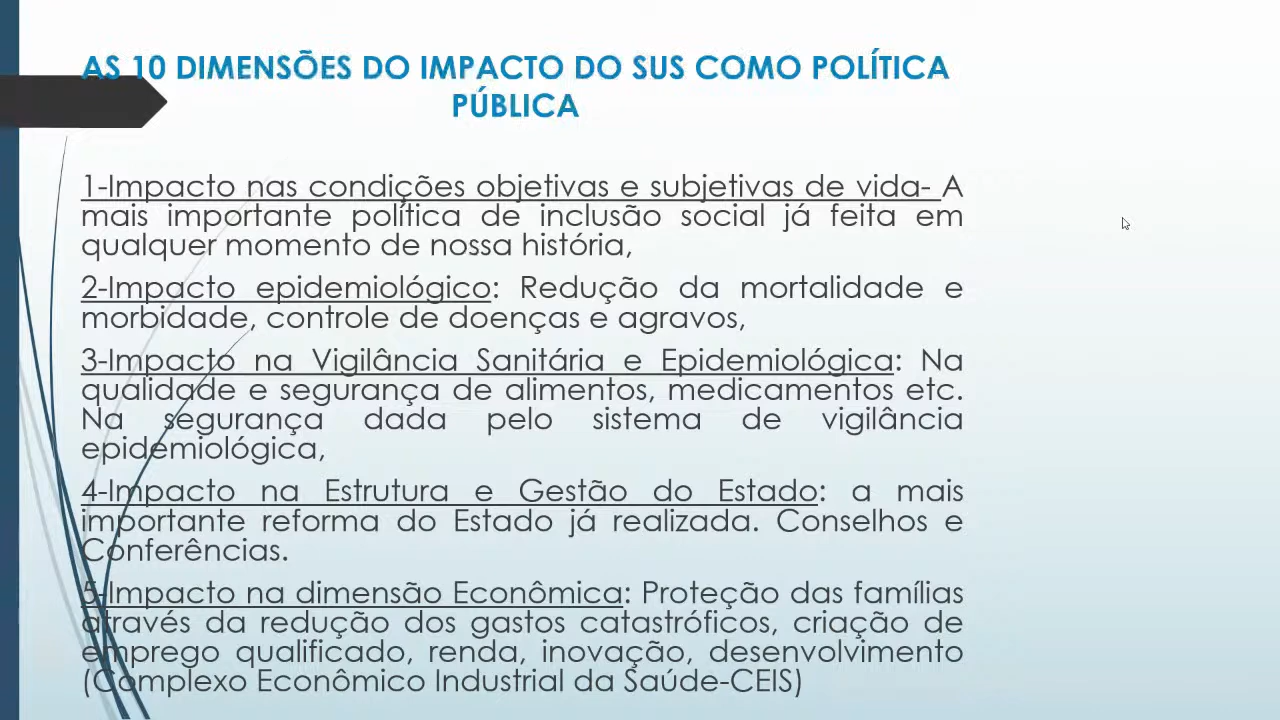 AS 10 DIMENSÕES DO IMPACTO DO SUS COMO POLÍTICA
PÚBLICA
1-Impacto nas condições objetivas e subjetivas de vida- A
mais importante política de inclusão social já feita em
qualquer momento de nossa história,
2-Impacto epidemiológico: Redução da mortalidade e
morbidade, controle de doenças e agravos,
3-Impacto na Vigilância Sanitária e Epidemiológica: Na
qualidade e segurança de alimentos, medicamentos etc.
Na segurança dada pelo sistema de vigilância
epidemiológica,
4-Impacto na Estrutura e Gestão do Estado: a mais
importante reforma do Estado já realizada. Conselhos e
Conferências.
5-Impacto na dimensão Econômica: Proteção das famílias
através da redução dos gastos catastróficos, criação de
emprego qualificado, renda, inovação, desenvolvimento
(Complexo Econômico Industrial da Saúde-CEIS)